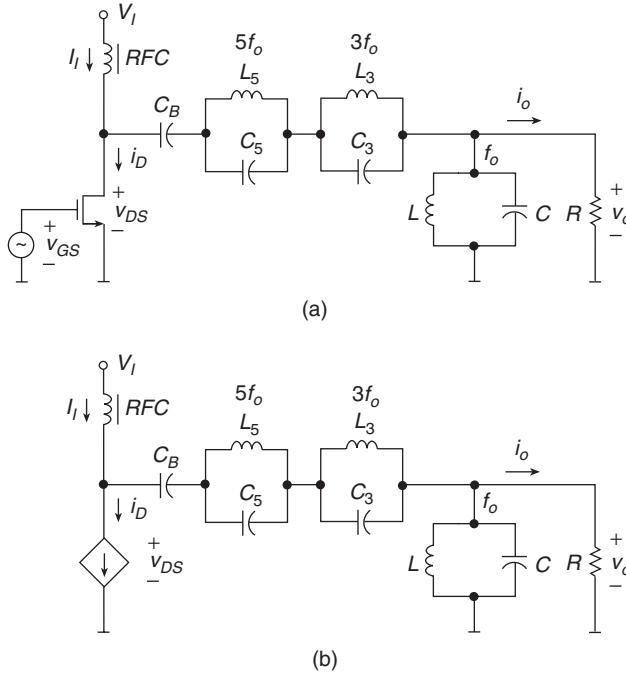 V_I
5f_o 3f_o
I_I RFC L_5 L_3
C_B
i_o
C_5 C_3 f_o
i_D
+
v_DS
–
L C R + v_o –
~ + v_GS –
(a)
V_I
5f_o 3f_o
I_I RFC L_5 L_3
C_B
i_o
C_5 C_3 f_o
i_D
+
v_DS
–
L C R + v_o –
(b)